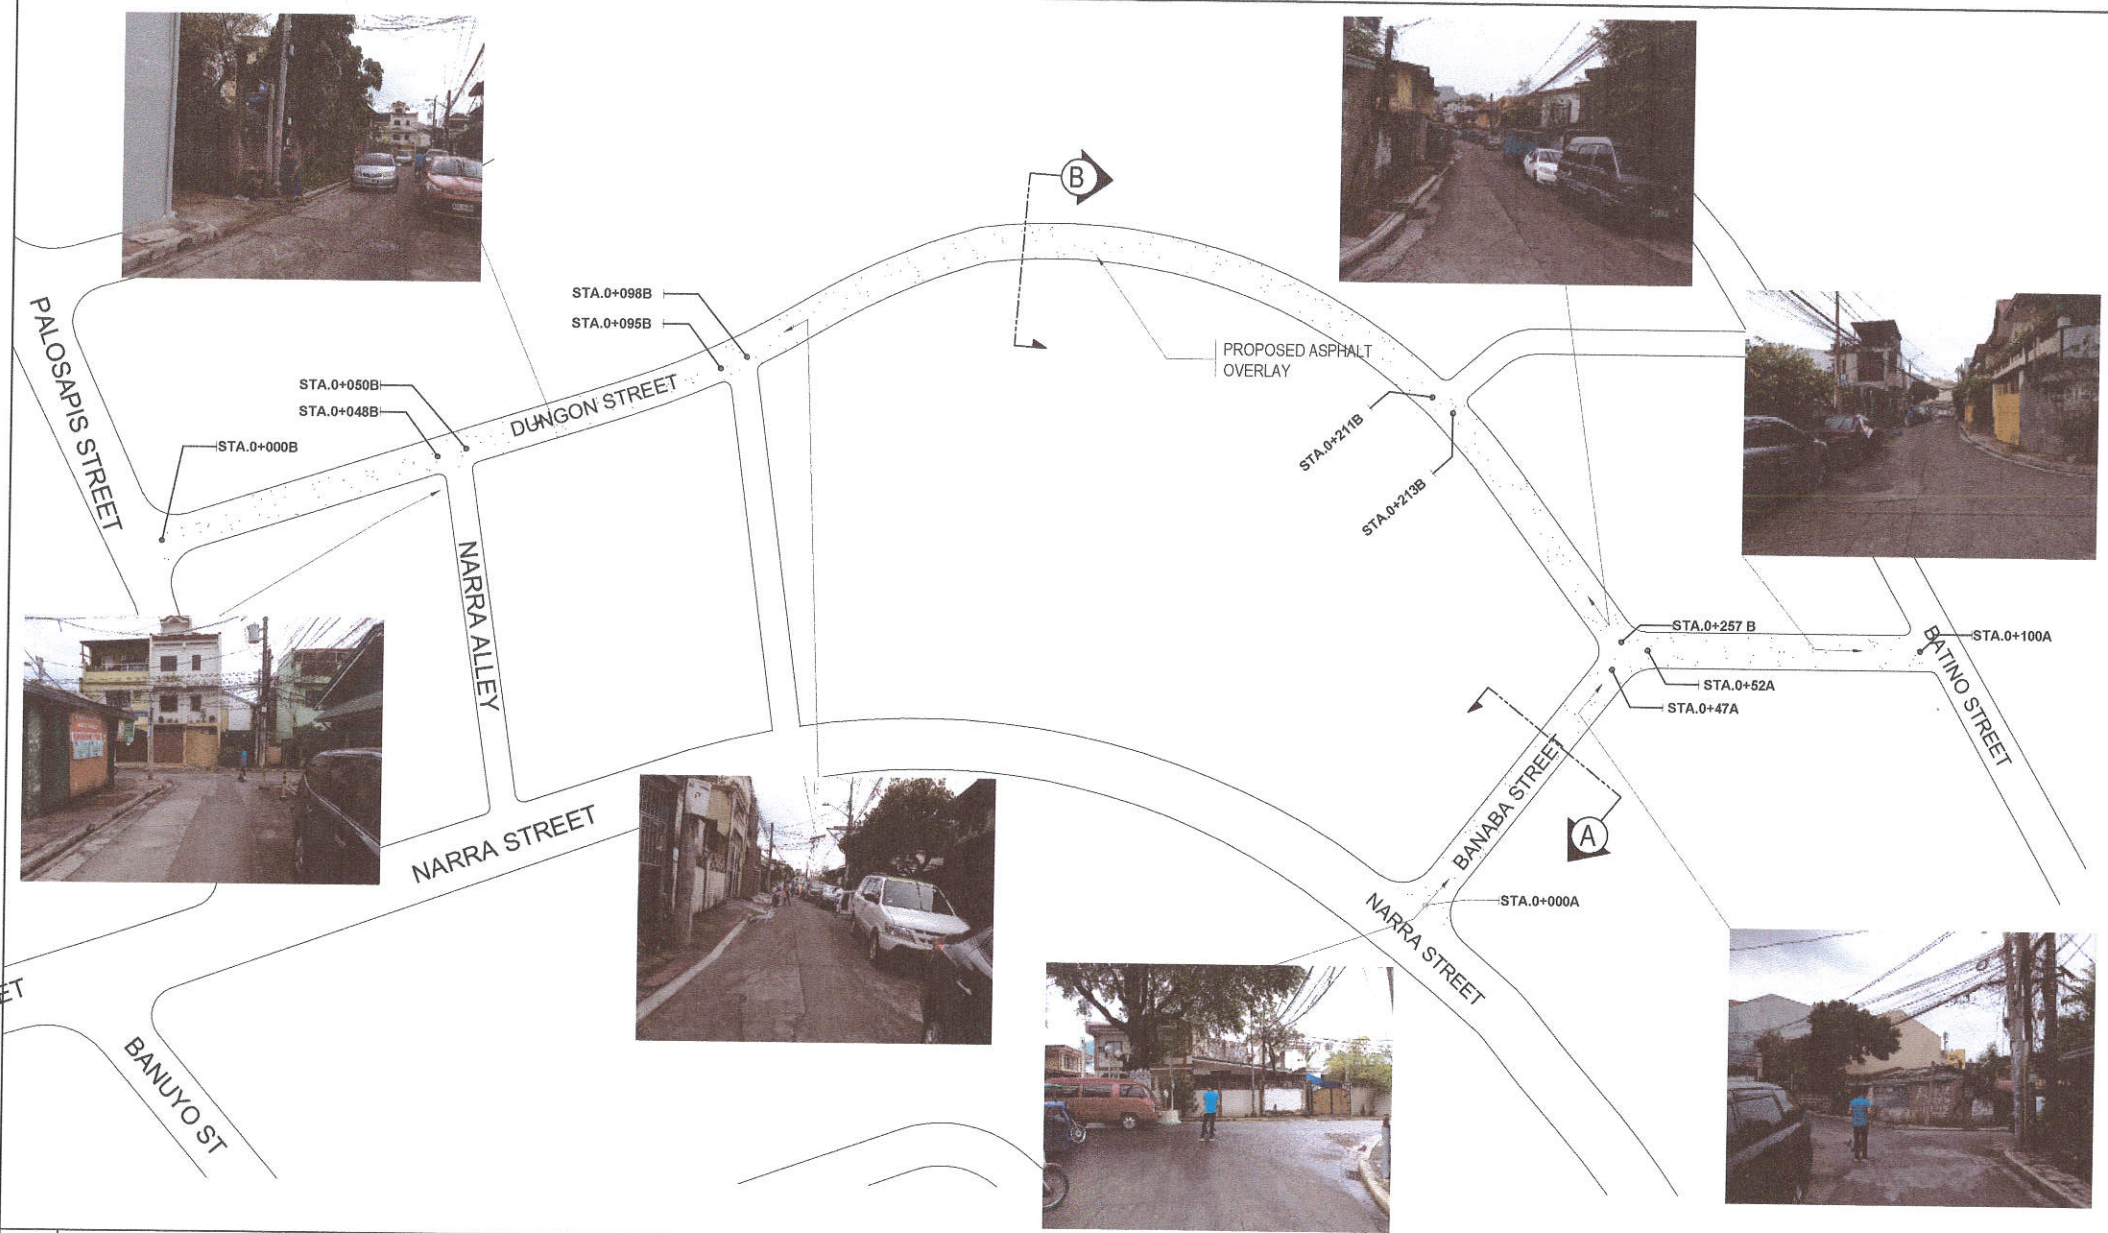 B
STA.0+098B
STA.0+095B
PALOSAPIS STREET
PROPOSED ASPHALT
OVERLAY
STA.0+050B
STA.0+048B
DUNGON STREET
STA.0+000B
STA.0+211B
STA.0+213B
NARRA ALLEY
STA.0+257 B
STA.0+100A
BATINO STREET
STA.0+52A
STA.0+47A
BANABA STREET
A
NARRA STREET
STA.0+000A
NARRA STREET
ET
BANUYO ST